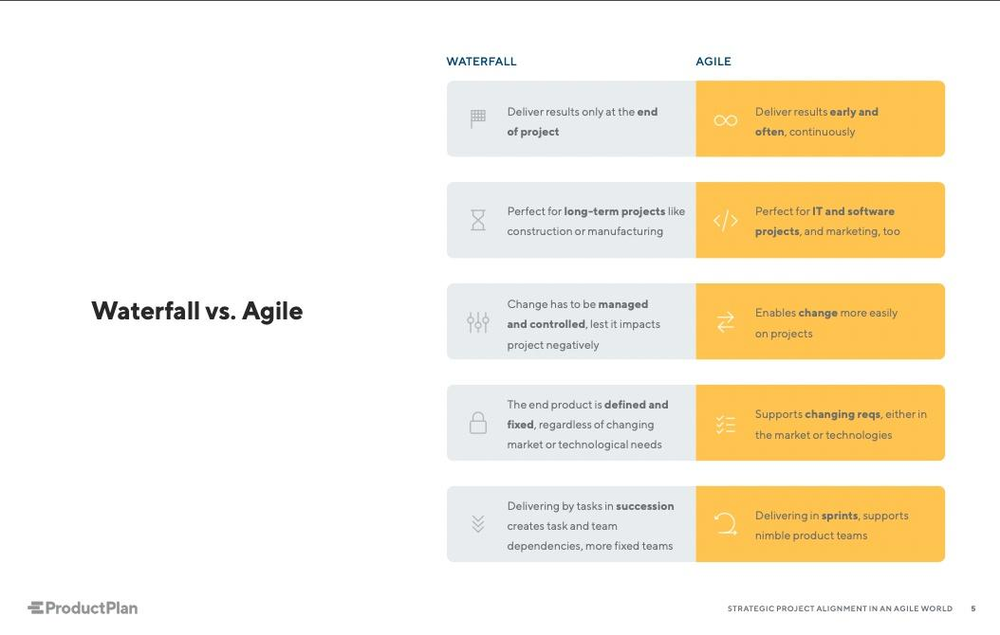 WATERFALL
AGILE
Deliver results only at the end
of project
Deliver results early and
often, continuously
Perfect for long-term projects like
construction or manufacturing
Perfect for IT and software
projects, and marketing, too
Waterfall vs. Agile
Change has to be managed
and controlled, lest it impacts
project negatively
Enables change more easily
on projects
The end product is defined and
fixed, regardless of changing
market or technological needs
Supports changing reqs, either in
the market or technologies
Delivering by tasks in succession
creates task and team
dependencies, more fixed teams
Delivering in sprints, supports
nimble product teams
ProductPlan
STRATEGIC PROJECT ALIGNMENT IN AN AGILE WORLD 5